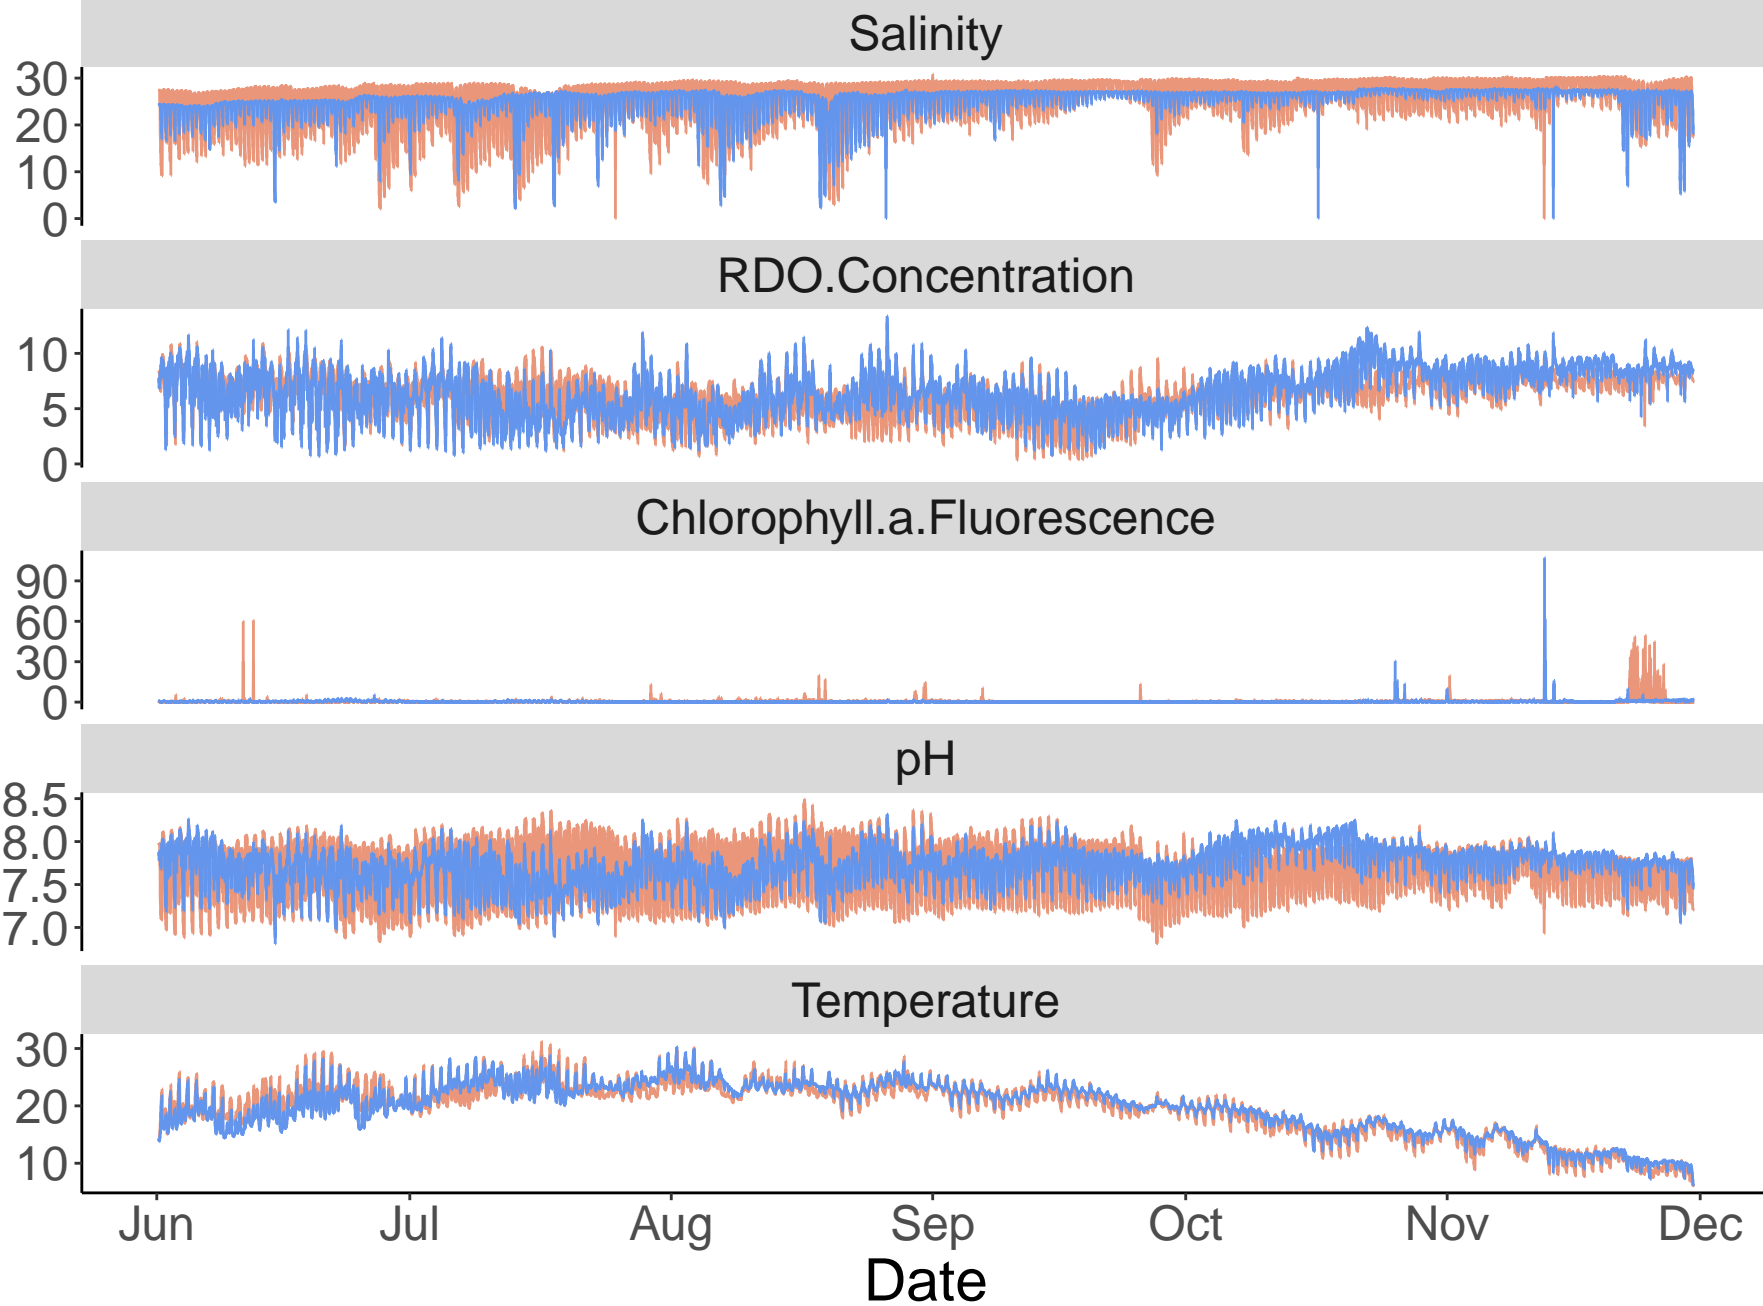 Salinity
30
20
10
0
RDO.Concentration
10
5
0
Chlorophyll.a.Fluorescence
90
60
30
0
pH
8.5
8.0
7.5
7.0
Temperature
30
20
10
Jun Jul Aug Sep Oct Nov Dec
Date